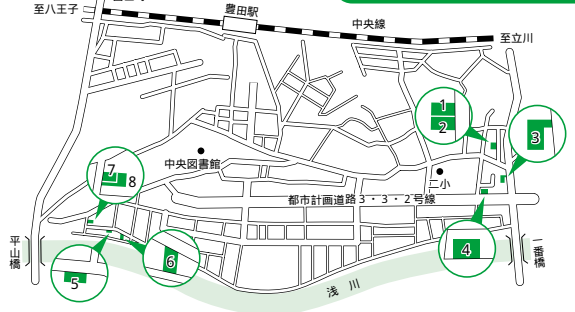 至八王子
豊田駅
中央線
至立川
1
2
3
中央図書館
7
8
二小
都市計画道路3・3・2号線
平山橋
一番橋
4
5
6
浅川